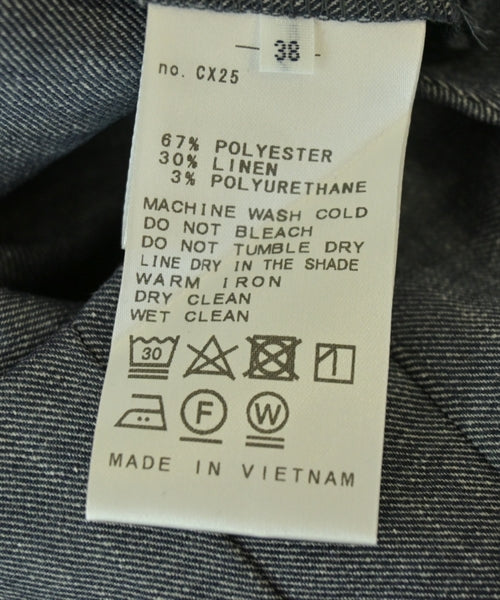 38
no. CX25
67% POLYESTER
30% LINEN
3% POLYURETHANE
MACHINE WASH COLD
DO NOT BLEACH
DO NOT TUMBLE DRY
LINE DRY IN THE SHADE
WARM IRON
DRY CLEAN
WET CLEAN
30
F W
MADE IN VIETNAM